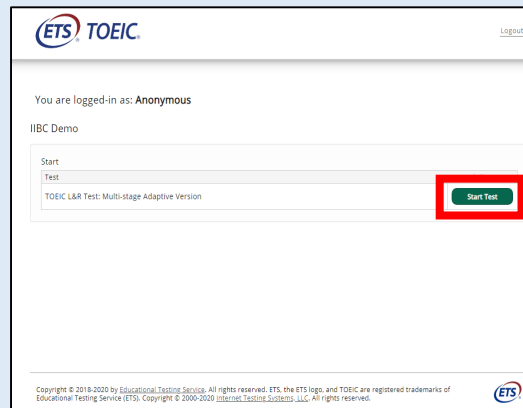 ETS TOEIC.
Logout
You are logged-in as: Anonymous
IIBC Demo
Start
Test
TOEIC L&R Test: Multi-stage Adaptive Version
Start Test
Copyright © 2018-2020 by Educational Testing Service. All rights reserved. ETS, the ETS logo, and TOEIC are registered trademarks of
Educational Testing Service (ETS). Copyright © 2000-2020 Internet Testing Systems, LLC. All rights reserved.
ETS